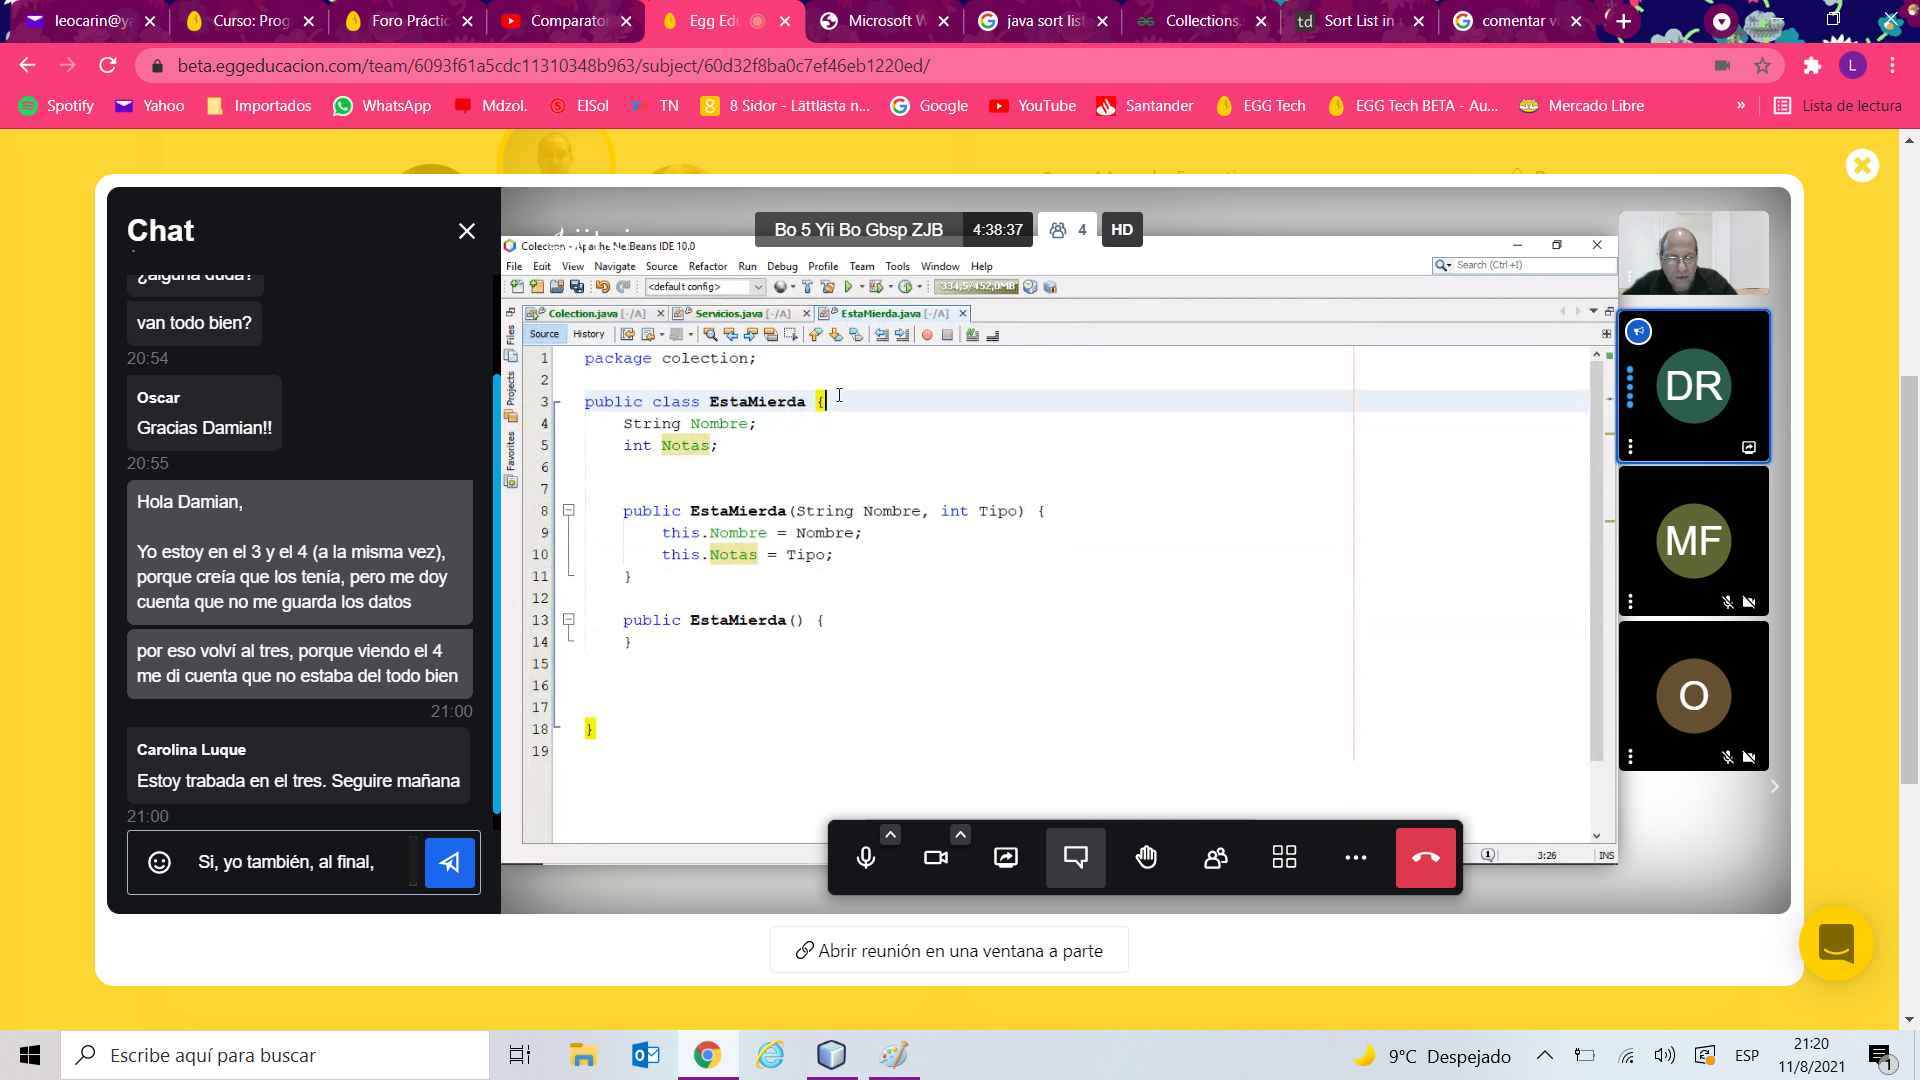 leocarin@ya
Curso: Prog
Foro Práctic
Comparator
Egg Edu
Microsoft W
java sort list
Collections.s
Sort List in
comentar v
beta.eggeducacion.com/team/6093f61a5cdc11310348b963/subject/60d32f8ba0c7ef46eb1220ed/
L
Spotify
Yahoo
Importados
WhatsApp
Mdzol.
ElSol
TN
8 Sidor - Lättlästa n...
Google
YouTube
Santander
EGG Tech
EGG Tech BETA - Au...
Mercado Libre
»
Lista de lectura
Chat
¿alguna duda?
van todo bien?
20:54
Oscar
Gracias Damian!!
20:55
Hola Damian,
Yo estoy en el 3 y el 4 (a la misma vez),
porque creía que los tenía, pero me doy
cuenta que no me guarda los datos
por eso volví al tres, porque viendo el 4
me di cuenta que no estaba del todo bien
21:00
Carolina Luque
Estoy trabada en el tres. Seguire mañana
21:00
Si, yo también, al final,
Bo 5 Yii Bo Gbsp ZJB
4:38:37
4
HD
Colection - Apache NetBeans IDE 10.0
File Edit View Navigate Source Refactor Run Debug Profile Team Tools Window Help
Search (Ctrl+I)
<default config>
334,5/452,0MB
Colection.java [-/A]
Servicios.java [-/A]
EstaMierda.java [-/A]
Source
History
Files
Projects
Favorites
1 package colection;
2
3 public class EstaMierda {
4 String Nombre;
5 int Notas;
6
7
8 public EstaMierda(String Nombre, int Tipo) {
9 this.Nombre = Nombre;
10 this.Notas = Tipo;
11 }
12
13 public EstaMierda() {
14 }
15
16
17
18 }
19
1
3:26
INS
DR
MF
O
Abrir reunión en una ventana a parte
Escribe aquí para buscar
9°C Despejado
ESP
21:20
11/8/2021
1